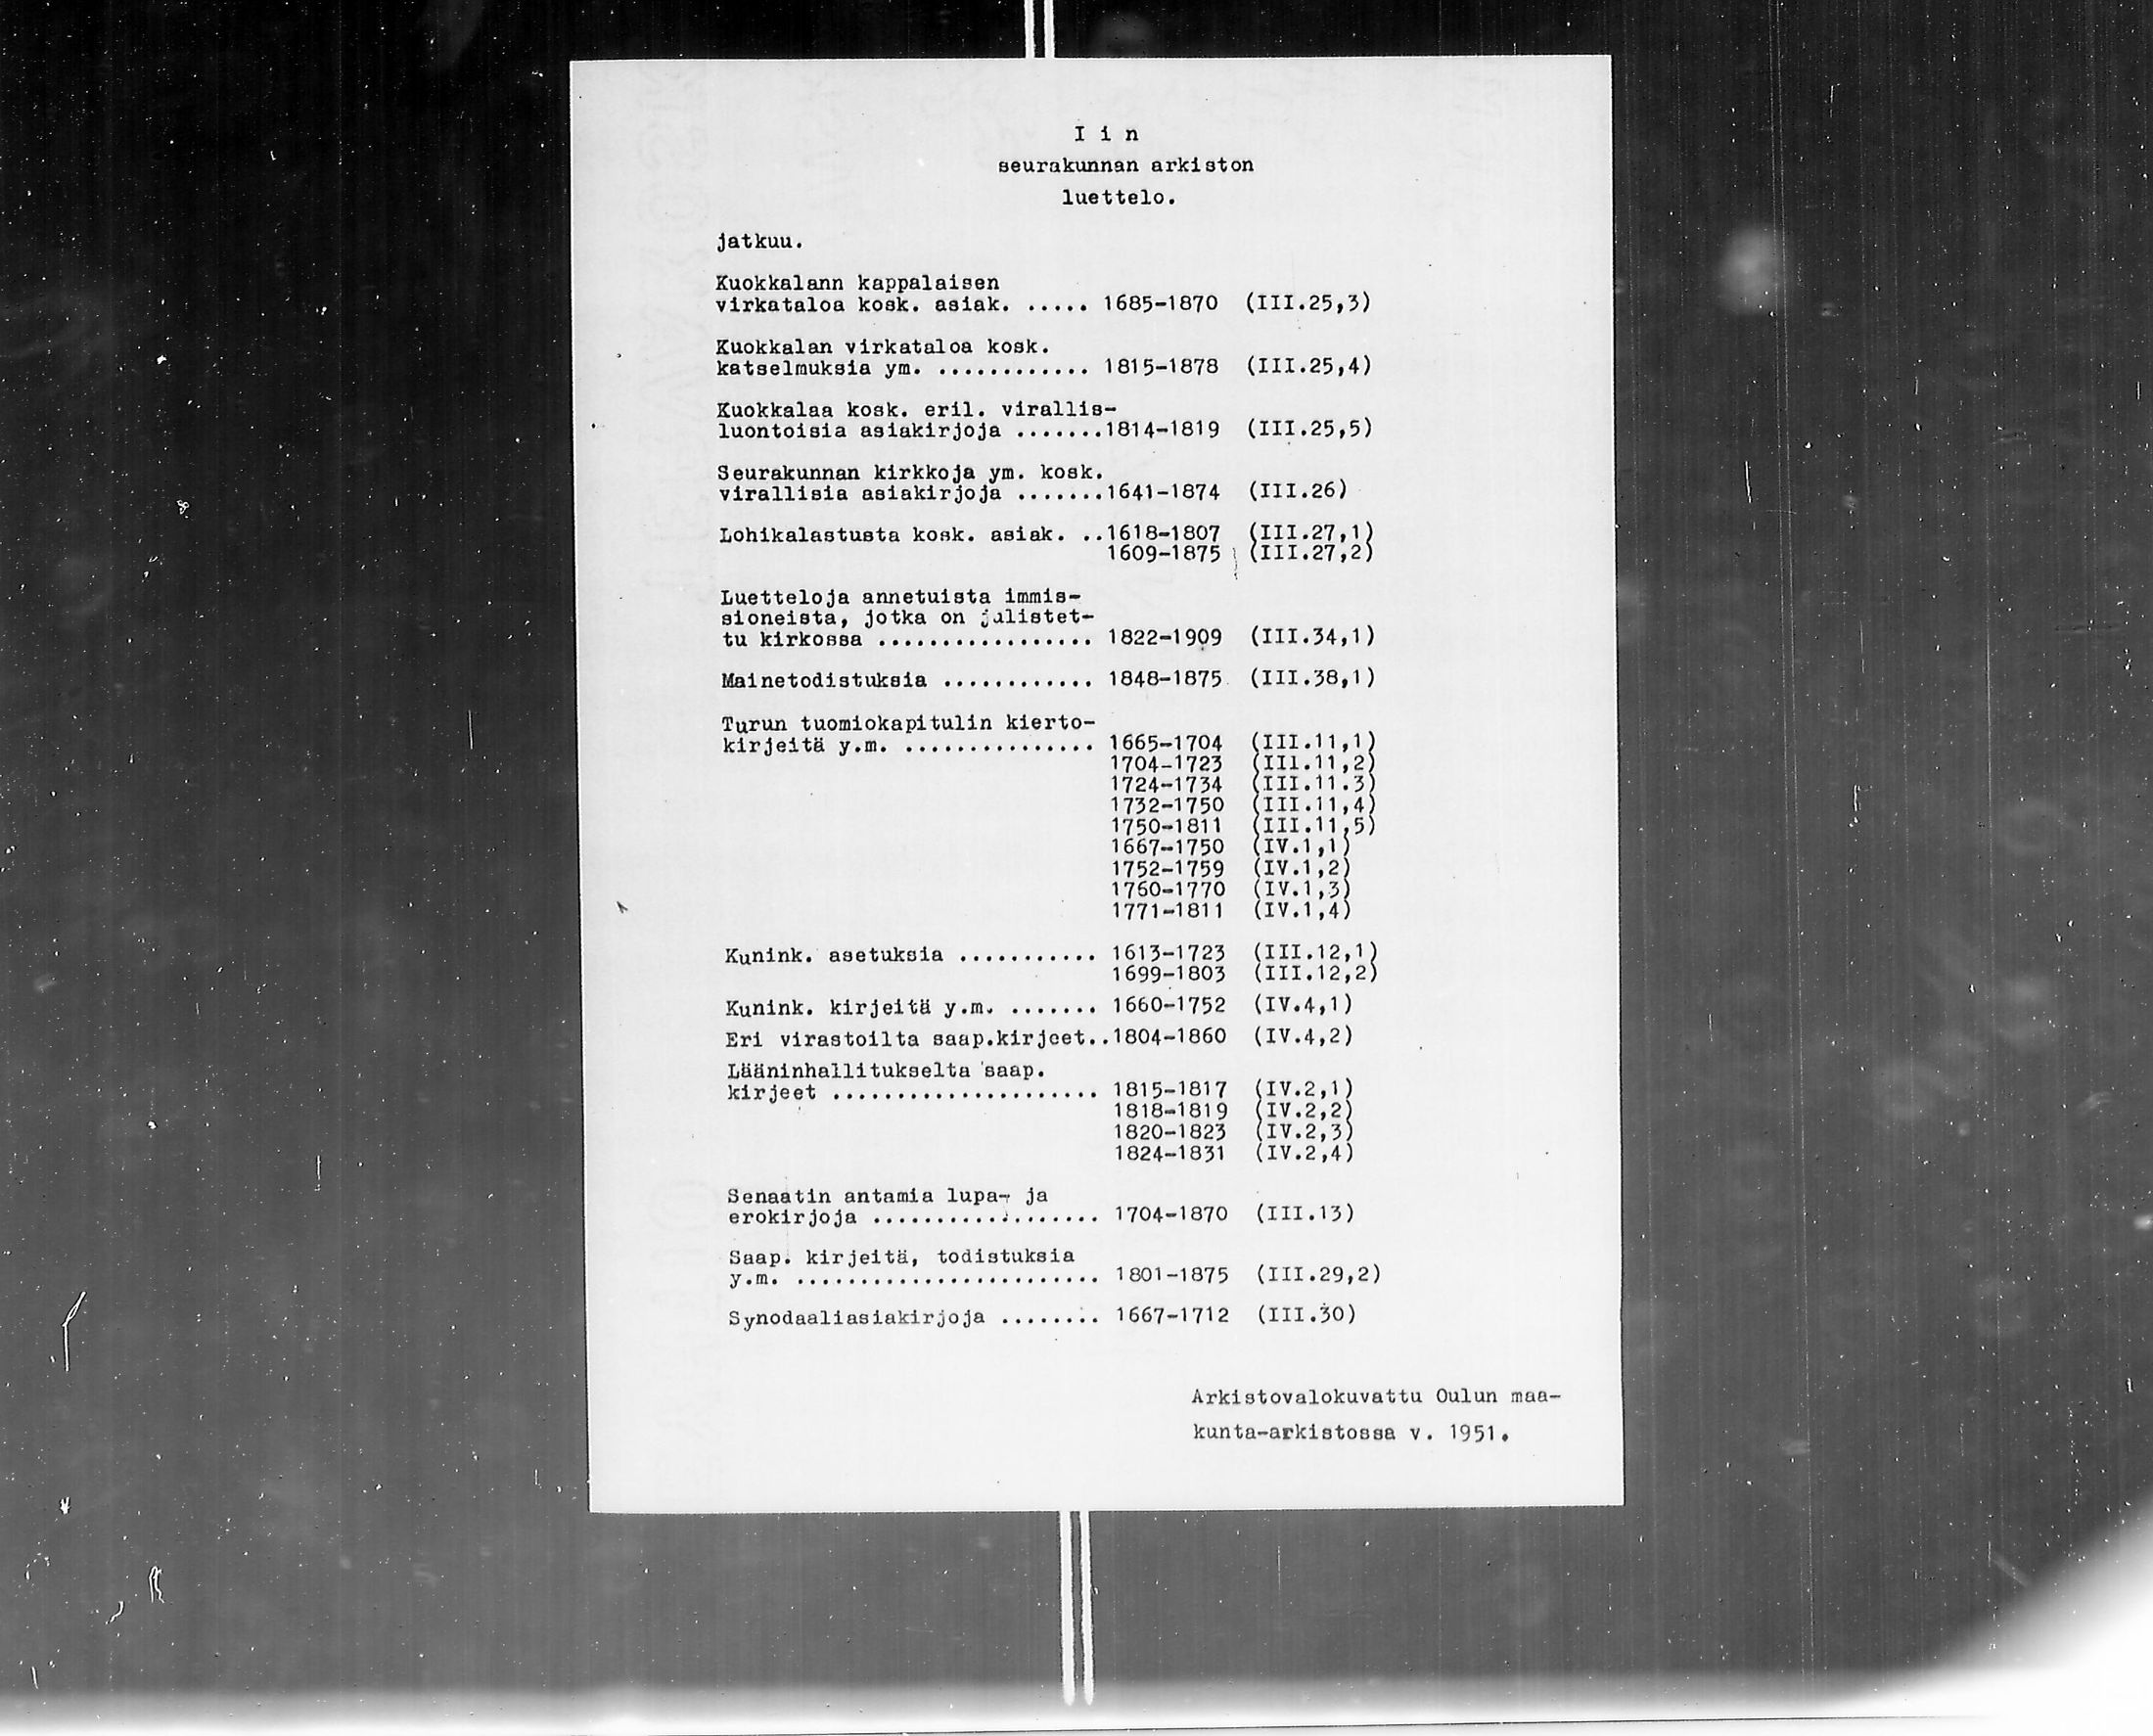 I i n
seurakunnan arkiston
luettelo.
jatkuu.
Kuokkalann kappalaisen
virkataloa kosk. asiak. ..... 1685-1870 (III.25,3)
Kuokkalan virkataloa kosk.
katselmuksia ym. ............ 1815-1878 (III.25,4)
Kuokkalaa kosk. eril. virallis-
luontoisia asiakirjoja .......1814-1819 (III.25,5)
Seurakunnan kirkkoja ym. kosk.
virallisia asiakirjoja .......1641-1874 (III.26)
Lohikalastusta kosk. asiak. ..1618-1807 (III.27,1)
1609-1875 (III.27,2)
Luetteloja annetuista immis-
sioneista, jotka on julistet-
tu kirkossa ................. 1822-1909 (III.34,1)
Mainetodistuksia ............ 1848-1875 (III.38,1)
Turun tuomiokapitulin kierto-
kirjeitä y.m. ............... 1665-1704 (III.11,1)
1704-1723 (III.11,2)
1724-1734 (III.11.3)
1732-1750 (III.11,4)
1750-1811 (III.11,5)
1667-1750 (IV.1,1)
1752-1759 (IV.1,2)
1760-1770 (IV.1,3)
1771-1811 (IV.1,4)
Kunink. asetuksia ........... 1613-1723 (III.12,1)
1699-1803 (III.12,2)
Kunink. kirjeitä y.m. ....... 1660-1752 (IV.4,1)
Eri virastoilta saap.kirjeet..1804-1860 (IV.4,2)
Lääninhallitukselta saap.
kirjeet ..................... 1815-1817 (IV.2,1)
1818-1819 (IV.2,2)
1820-1823 (IV.2,3)
1824-1831 (IV.2,4)
Senaatin antamia lupa- ja
erokirjoja .................. 1704-1870 (III.13)
Saap. kirjeitä, todistuksia
y.m. ........................ 1801-1875 (III.29,2)
Synodaaliasiakirjoja ........ 1667-1712 (III.30)
Arkistovalokuvattu Oulun maa-
kunta-arkistossa v. 1951.